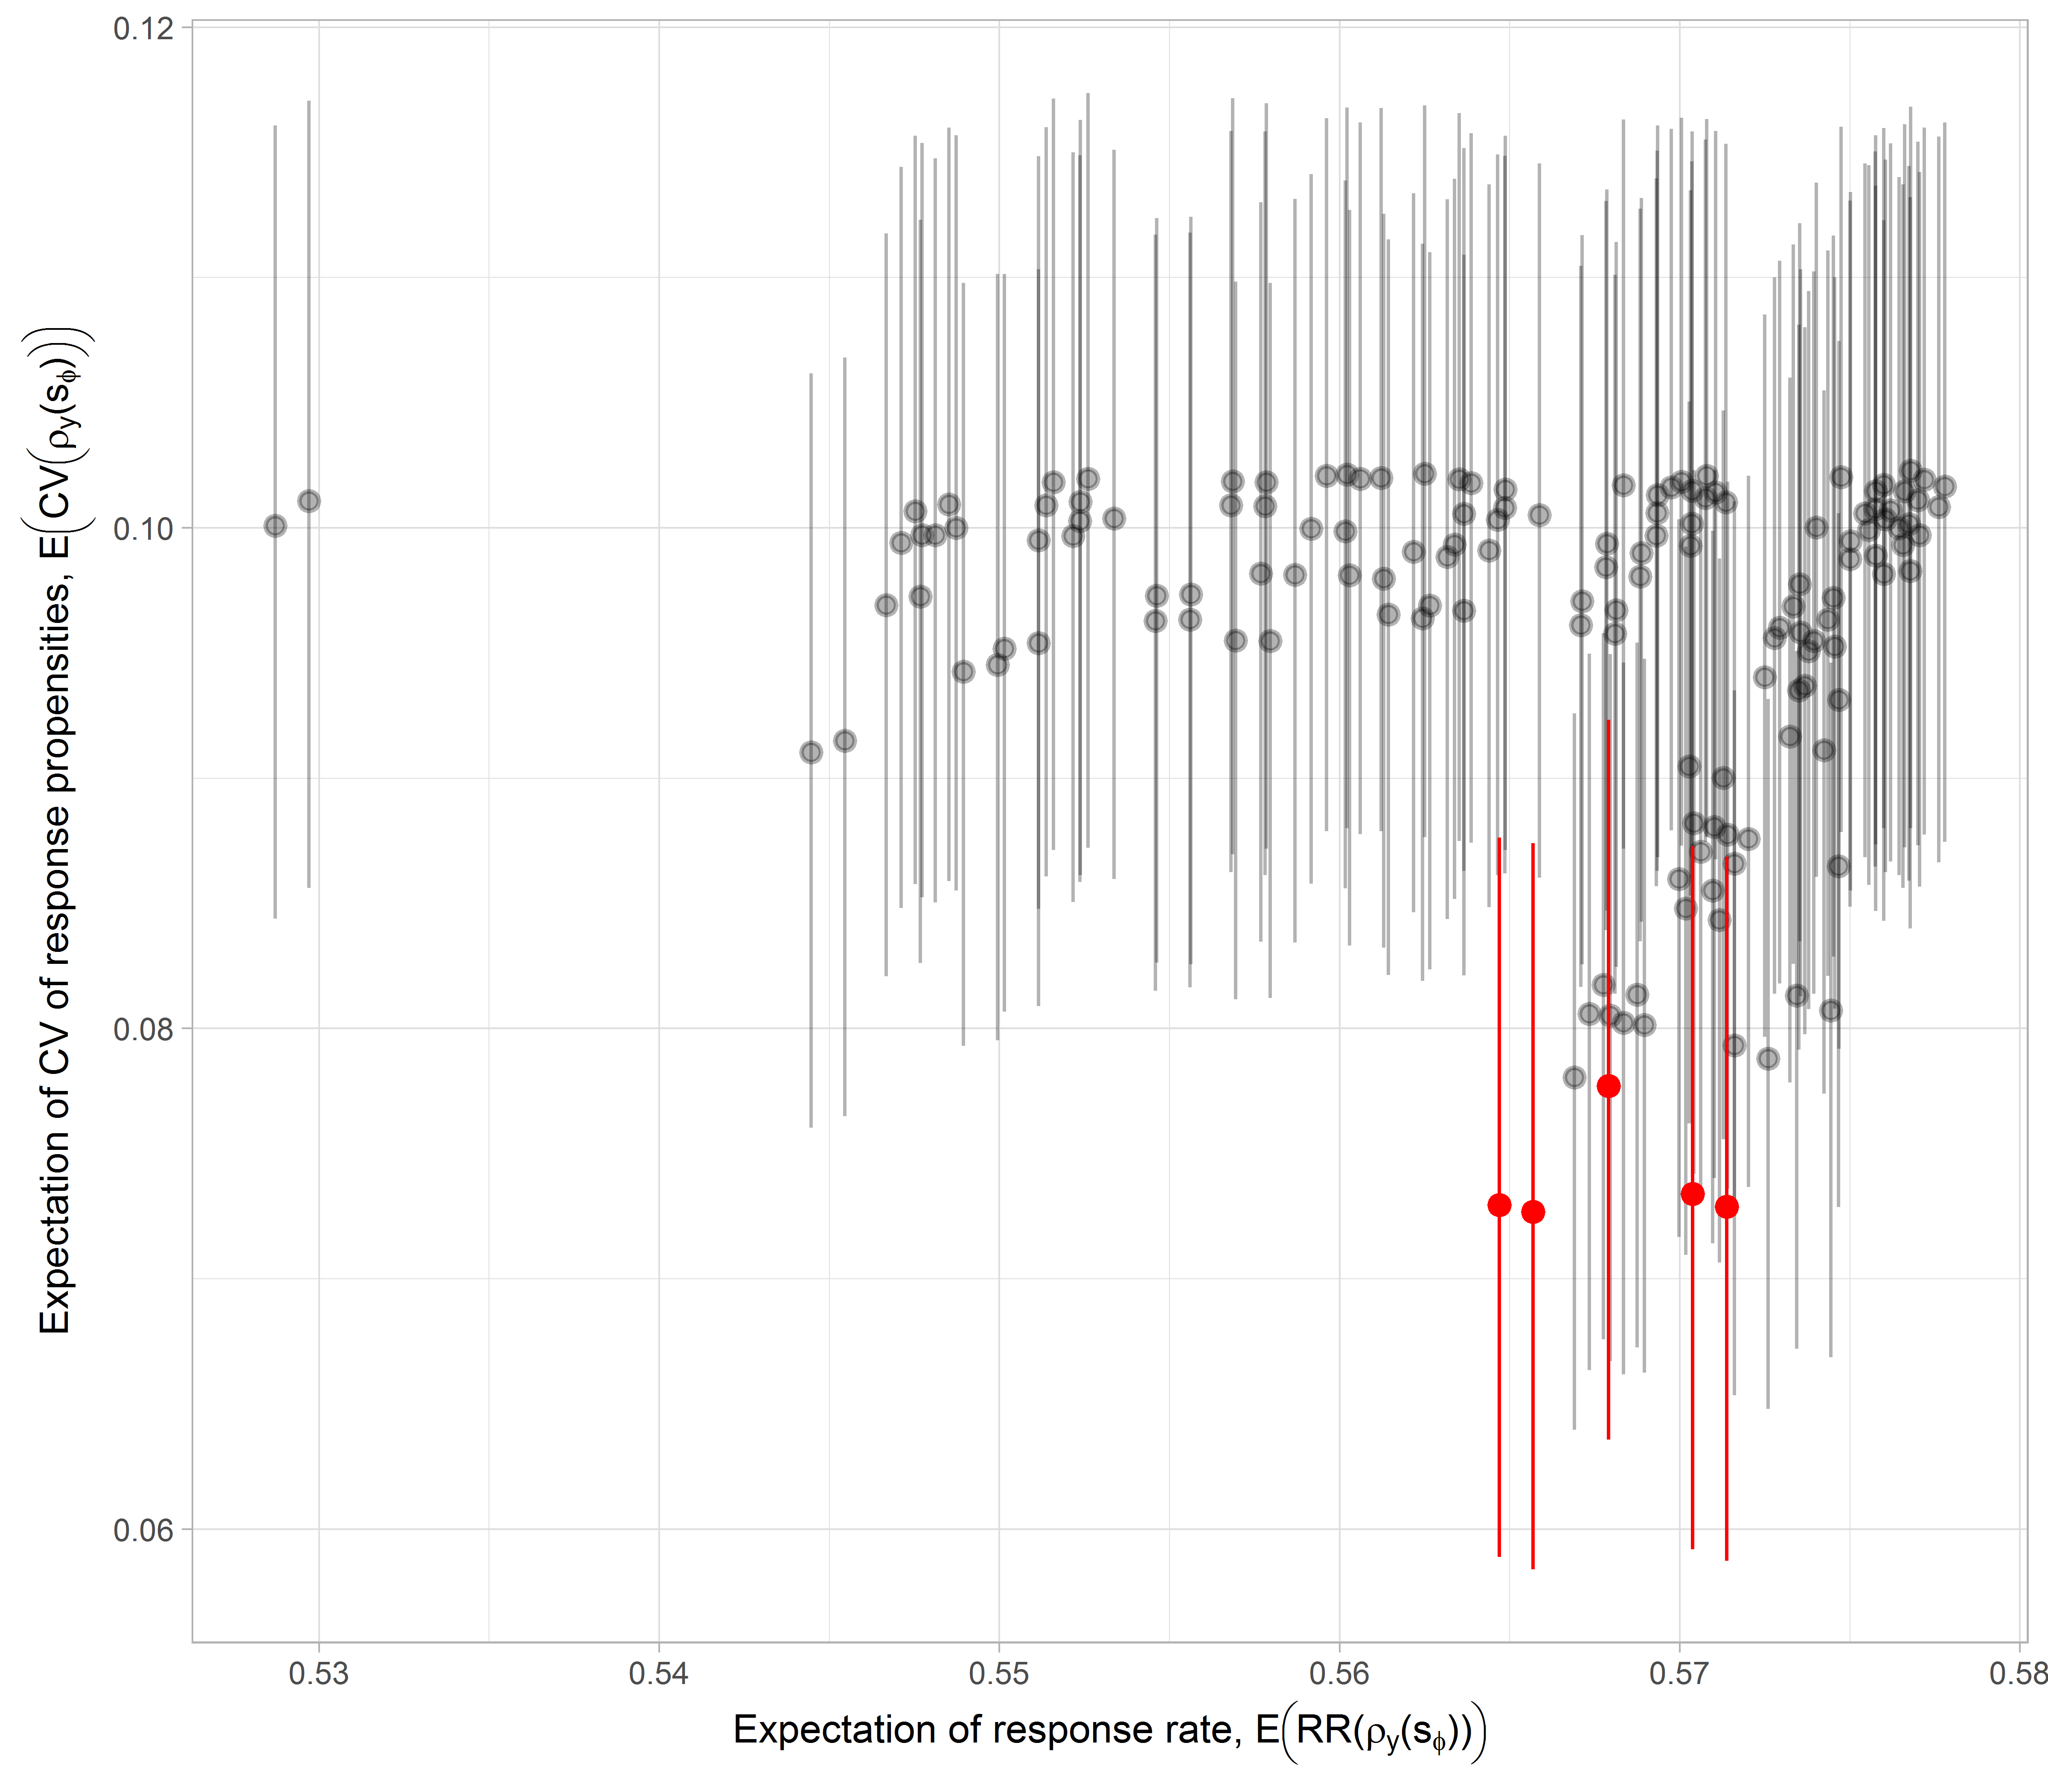 0.12
0.10
0.08
0.06
Expectation of CV of response propensities, E(CV(ρy(sϕ)))
0.53 0.54 0.55 0.56 0.57 0.58
Expectation of response rate, E(RR(ρy(sϕ)))